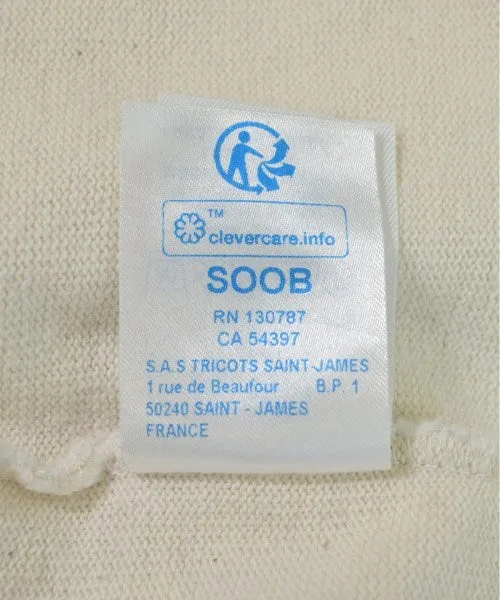 ™
clevercare.info
SOOB
RN 130787
CA 54397
S.A.S TRICOTS SAINT-JAMES
1 rue de Beaufour B.P. 1
50240 SAINT - JAMES
FRANCE